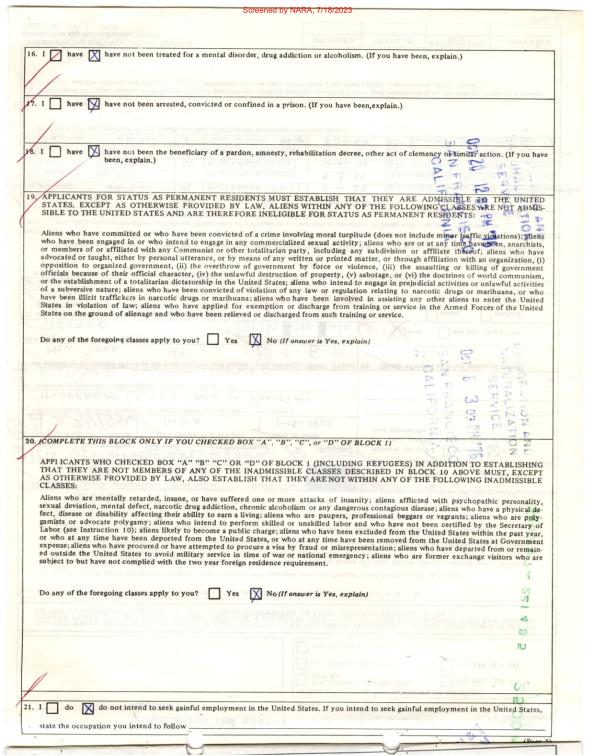 Screened by NARA, 7/18/2023
16. I have have not been treated for a mental disorder, drug addiction or alcoholism. (If you have been, explain.)
17. I have have not been arrested, convicted or confined in a prison. (If you have been,explain.)
18. I have have not been the beneficiary of a pardon, amnesty, rehabilitation decree, other act of clemency or similar action. (If you have
been, explain.)
19. APPLICANTS FOR STATUS AS PERMANENT RESIDENTS MUST ESTABLISH THAT THEY ARE ADMISSIBLE TO THE UNITED
STATES. EXCEPT AS OTHERWISE PROVIDED BY LAW, ALIENS WITHIN ANY OF THE FOLLOWING CLASSES ARE NOT ADMIS-
SIBLE TO THE UNITED STATES AND ARE THEREFORE INELIGIBLE FOR STATUS AS PERMANENT RESIDENTS:
Aliens who have committed or who have been convicted of a crime involving moral turpitude (does not include minor traffic violations); aliens
who have been engaged in or who intend to engage in any commercialized sexual activity; aliens who are or at any time have been, anarchists,
or members of or affiliated with any Communist or other totalitarian party, including any subdivision or affiliate thereof; aliens who have
advocated or taught, either by personal utterance, or by means of any written or printed matter, or through affiliation with an organization, (i)
opposition to organized government, (ii) the overthrow of government by force or violence, (iii) the assaulting or killing of government
officials because of their official character, (iv) the unlawful destruction of property, (v) sabotage, or (vi) the doctrines of world communism,
or the establishment of a totalitarian dictatorship in the United States; aliens who intend to engage in prejudicial activities or unlawful activities
of a subversive nature; aliens who have been convicted of violation of any law or regulation relating to narcotic drugs or marihuana, or who
have been illicit traffickers in narcotic drugs or marihuana; aliens who have been involved in assisting any other aliens to enter the United
States in violation of law; aliens who have applied for exemption or discharge from training or service in the Armed Forces of the United
States on the ground of alienage and who have been relieved or discharged from such training or service.
Do any of the foregoing classes apply to you? Yes No (If answer is Yes, explain)
20. (COMPLETE THIS BLOCK ONLY IF YOU CHECKED BOX "A", "B", "C", or "D" OF BLOCK 1)
APPLICANTS WHO CHECKED BOX "A" "B" "C" OR "D" OF BLOCK 1 (INCLUDING REFUGEES) IN ADDITION TO ESTABLISHING
THAT THEY ARE NOT MEMBERS OF ANY OF THE INADMISSIBLE CLASSES DESCRIBED IN BLOCK 10 ABOVE MUST, EXCEPT
AS OTHERWISE PROVIDED BY LAW, ALSO ESTABLISH THAT THEY ARE NOT WITHIN ANY OF THE FOLLOWING INADMISSIBLE
CLASSES:
Aliens who are mentally retarded, insane, or have suffered one or more attacks of insanity; aliens afflicted with psychopathic personality,
sexual deviation, mental defect, narcotic drug addiction, chronic alcoholism or any dangerous contagious disease; aliens who have a physical de-
fect, disease or disability affecting their ability to earn a living; aliens who are paupers, professional beggars or vagrants; aliens who are poly-
gamists or advocate polygamy; aliens who intend to perform skilled or unskilled labor and who have not been certified by the Secretary of
Labor (see Instruction 10); aliens likely to become a public charge; aliens who have been excluded from the United States within the past year,
or who at any time have been deported from the United States, or who at any time have been removed from the United States at Government
expense; aliens who have procured or have attempted to procure a visa by fraud or misrepresentation; aliens who have departed from or remain-
ed outside the United States to avoid military service in time of war or national emergency; aliens who are former exchange visitors who are
subject to but have not complied with the two year foreign residence requirement.
Do any of the foregoing classes apply to you? Yes No (If answer is Yes, explain)
21. I do do not intend to seek gainful employment in the United States. If you intend to seek gainful employment in the United States,
state the occupation you intend to follow